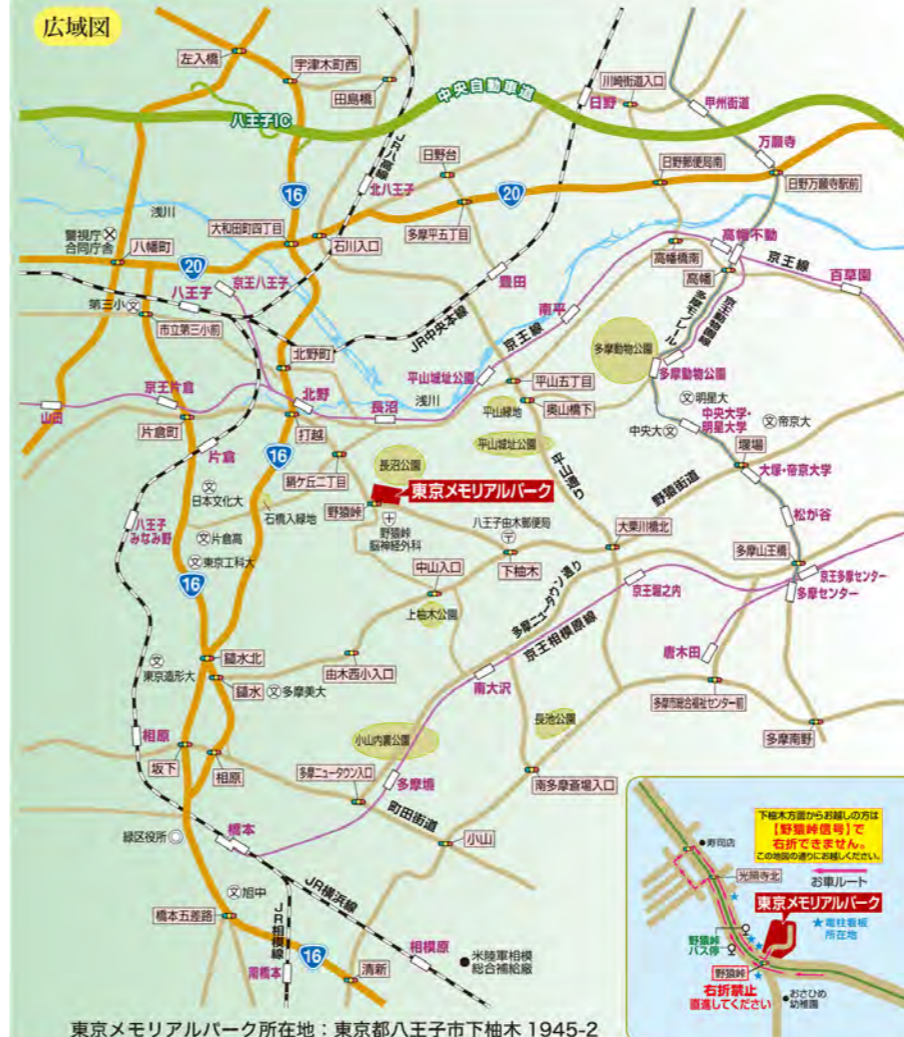 広域図
左入橋
宇津木町西
田島橋
川崎街道入口
日野
甲州街道
中央自動車道
八王子IC
万願寺
JR八高線
日野台
日野郵便局南
日野万願寺駅前
北八王子
16
20
浅川
大和田町四丁目
石川入口
多摩平五丁目
警視庁
合同庁舎
八幡町
高幡不動
高幡橋南
高幡
京王線
百草園
20
八王子
京王八王子
豊田
第三小
市立第三小前
JR中央本線
南平
京王線
多摩モノレール
京王動物園線
多摩動物公園
北野町
平山城址公園
平山五丁目
多摩動物公園
山田
京王片倉
北野
長沼
浅川
平山緑地
奥山橋下
明星大
中央大学・
明星大学
帝京大
片倉町
打越
中央大
平山城址公園
堰場
片倉
16
長沼公園
絹ケ丘二丁目
平山通り
野猿街道
大塚・帝京大学
日本文化大
東京メモリアルパーク
石橋入緑地
野猿峠
八王子由木郵便局
松が谷
八王子
みなみ野
片倉高
野猿峠
脳神経外科
大栗川橋北
東京工科大
中山入口
下柚木
多摩山王橋
16
京王堀之内
京王多摩センター
多摩センター
上柚木公園
多摩ニュータウン通り
京王相模原線
鑓水北
唐木田
東京造形大
由木西小入口
鑓水
多摩美大
南大沢
多摩市総合福祉センター前
長池公園
多摩南野
相原
小山内裏公園
坂下
相原
多摩ニュータウン入口
多摩境
南多摩斎場入口
町田街道
緑区役所
橋本
小山
旭中
JR横浜線
橋本五差路
JR相模線
相模原
米陸軍相模
総合補給廠
16
南橋本
清新
下柚木方面からお越しの方は
【野猿峠信号】で
右折できません。
この地図の通りにお越しください。
寿司店
お車ルート
光照寺北
東京メモリアルパーク
★電柱看板
所在地
野猿峠
バス停
野猿峠
右折禁止
直進してください
おさひめ
幼稚園
東京メモリアルパーク所在地：東京都八王子市下柚木 1945-2